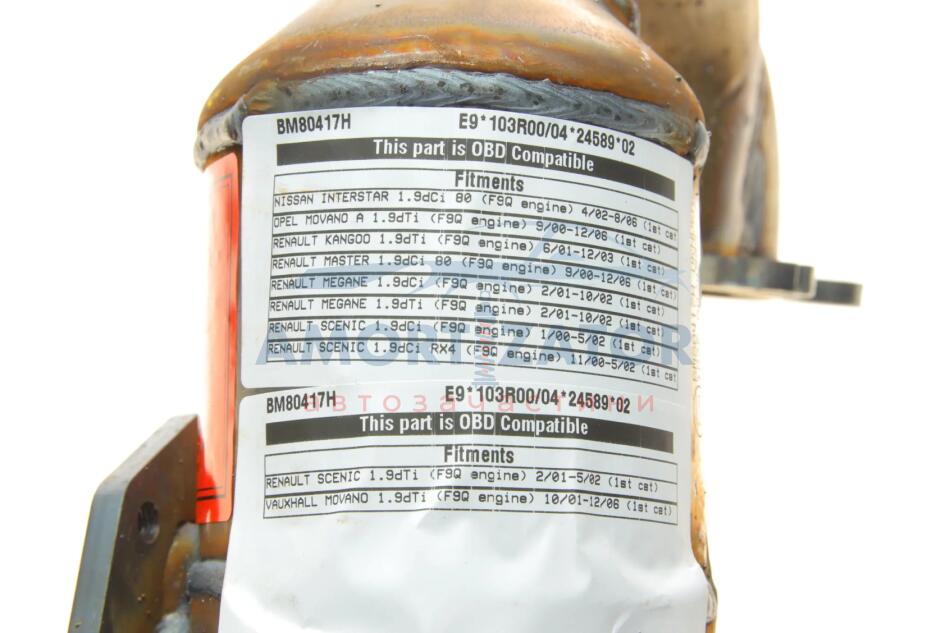 BM80417H E9*103R00/04*24589*02
This part is OBD Compatible
Fitments
NISSAN INTERSTAR 1.9dCi 80 (F9Q engine) 4/02-8/06 (1st cat
OPEL MOVANO A 1.9dTi (F9Q engine) 9/00-12/06 (1st cat)
RENAULT KANGOO 1.9dTi (F9Q engine) 6/01-12/03 (1st cat)
RENAULT MASTER 1.9dCi 80 (F9Q engine) 9/00-12/06 (1st cat)
RENAULT MEGANE 1.9dCi (F9Q engine) 2/01-10/02 (1st cat)
RENAULT MEGANE 1.9dTi (F9Q engine) 2/01-10/02 (1st cat)
RENAULT SCENIC 1.9dCi (F9Q engine) 1/00-5/02 (1st cat)
RENAULT SCENIC 1.9dCi RX4 (F9Q engine) 11/00-5/02 (1st cat
AMORTIZATOR
автозачастини
BM80417H E9*103R00/04*24589*02
This part is OBD Compatible
Fitments
RENAULT SCENIC 1.9dTi (F9Q engine) 2/01-5/02 (1st cat)
VAUXHALL MOVANO 1.9dTi (F9Q engine) 10/01-12/06 (1st cat)